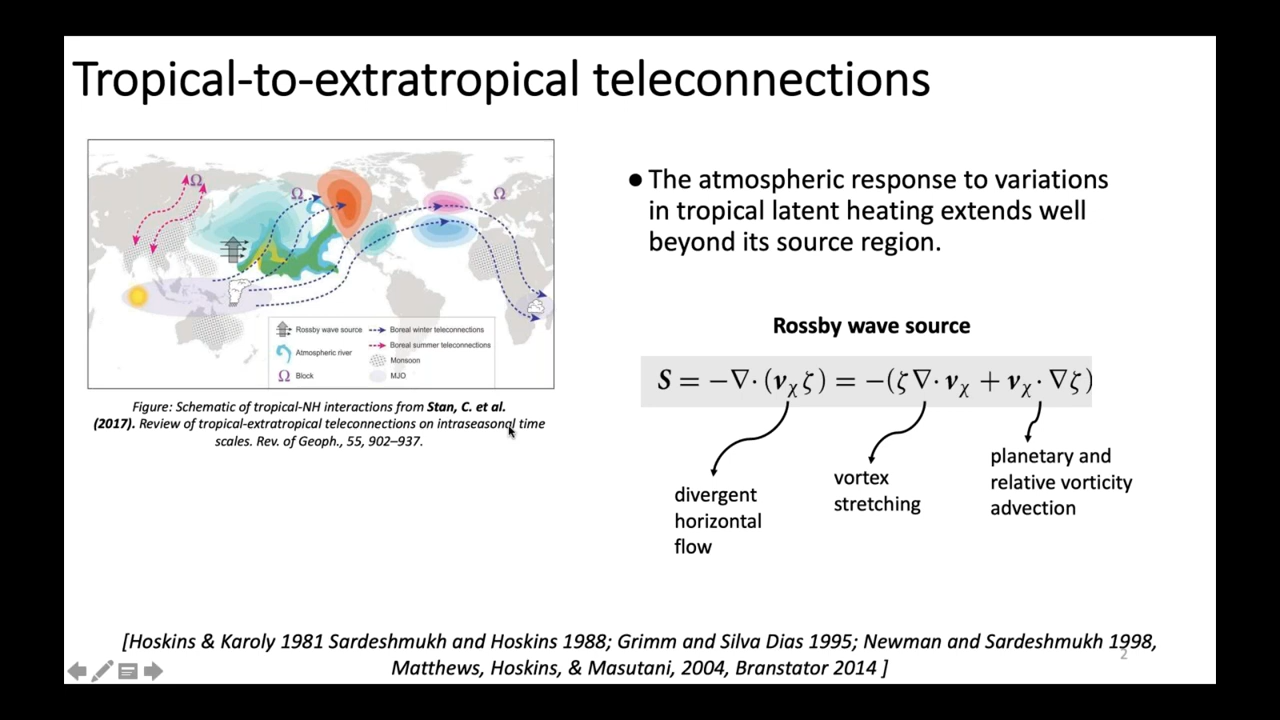 Tropical-to-extratropical teleconnections
Ω
Ω
Ω
Rossby wave source
Boreal winter teleconnections
Boreal summer teleconnections
Atmospheric river
Monsoon
Ω Block
MJO
Figure: Schematic of tropical-NH interactions from Stan, C. et al.
(2017). Review of tropical-extratropical teleconnections on intraseasonal time
scales. Rev. of Geoph., 55, 902–937.
● The atmospheric response to variations
in tropical latent heating extends well
beyond its source region.
Rossby wave source
S = −∇· (vχ ζ) = −(ζ∇· vχ + vχ · ∇ζ)
divergent
horizontal
flow
vortex
stretching
planetary and
relative vorticity
advection
[Hoskins & Karoly 1981 Sardeshmukh and Hoskins 1988; Grimm and Silva Dias 1995; Newman and Sardeshmukh 1998,
Matthews, Hoskins, & Masutani, 2004, Branstator 2014 ]
2